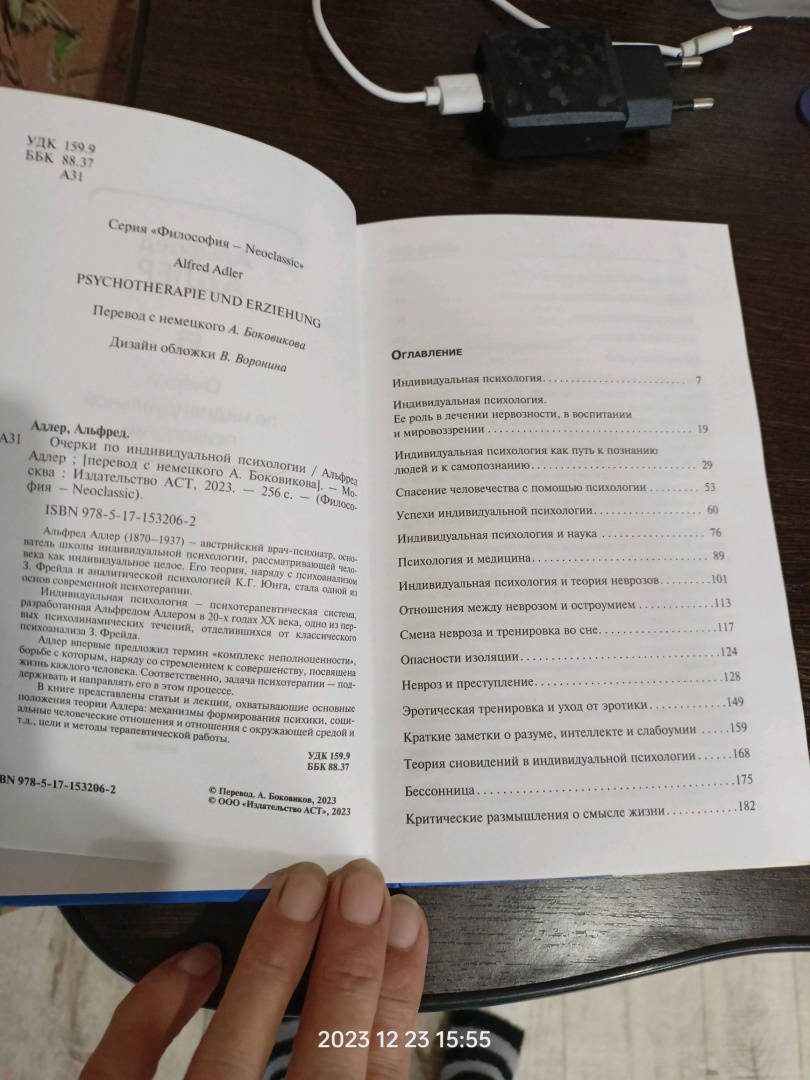 УДК 159.9
ББК 88.37
А31
Серия «Философия – Neoclassic»
Alfred Adler
PSYCHOTHERAPIE UND ERZIEHUNG
Перевод с немецкого А. Боковикова
Дизайн обложки В. Воронина
Адлер, Альфред.
А31 Очерки по индивидуальной психологии / Альфред
Адлер ; [перевод с немецкого А. Боковикова]. — Мо-
сква : Издательство АСТ, 2023. — 256 с. — (Филосо-
фия — Neoclassic).
ISBN 978-5-17-153206-2
Альфред Адлер (1870–1937) – австрийский врач-психиатр, осно-
ватель школы индивидуальной психологии, рассматривающей чело-
века как индивидуальное целое. Его теория, наряду с психоанализом
З. Фрейда и аналитической психологией К.Г. Юнга, стала одной из
основ современной психотерапии.
Индивидуальная психология – психотерапевтическая система,
разработанная Альфредом Адлером в 20-х годах XX века, одно из пер-
вых психодинамических течений, отделившихся от классического
психоанализа З. Фрейда.
Адлер впервые предложил термин «комплекс неполноценности»,
борьбе с которым, наряду со стремлением к совершенству, посвящена
жизнь каждого человека. Соответственно, задача психотерапии — под-
держивать и направлять его в этом процессе.
В книге представлены статьи и лекции, охватывающие основные
положения теории Адлера: механизмы формирования психики, соци-
альные человеческие отношения и отношения с окружающей средой и
т.д., цели и методы терапевтической работы.
УДК 159.9
ББК 88.37
BN 978-5-17-153206-2
© Перевод. А. Боковиков, 2023
© ООО «Издательство АСТ», 2023
ОГЛАВЛЕНИЕ
Индивидуальная психология. . . . . . . . . . . . . . . . . . . . . . 7
Индивидуальная психология.
Ее роль в лечении нервозности, в воспитании
и мировоззрении . . . . . . . . . . . . . . . . . . . . . . . . . . . . . 19
Индивидуальная психология как путь к познанию
людей и к самопознанию. . . . . . . . . . . . . . . . . . . . . . . . 29
Спасение человечества с помощью психологии . . . . . . . . 53
Успехи индивидуальной психологии. . . . . . . . . . . . . . . . 60
Индивидуальная психология и наука . . . . . . . . . . . . . . . 76
Психология и медицина. . . . . . . . . . . . . . . . . . . . . . . . . 89
Индивидуальная психология и теория неврозов. . . . . . . .101
Отношения между неврозом и остроумием . . . . . . . . . . .113
Смена невроза и тренировка во сне. . . . . . . . . . . . . . . . .117
Опасности изоляции. . . . . . . . . . . . . . . . . . . . . . . . . . .124
Невроз и преступление. . . . . . . . . . . . . . . . . . . . . . . . .128
Эротическая тренировка и уход от эротики. . . . . . . . . . .149
Краткие заметки о разуме, интеллекте и слабоумии . . . . .159
Теория сновидений в индивидуальной психологии . . . . . .168
Бессонница. . . . . . . . . . . . . . . . . . . . . . . . . . . . . . . . .175
Критические размышления о смысле жизни. . . . . . . . . . .182
2023 12 23 15:55